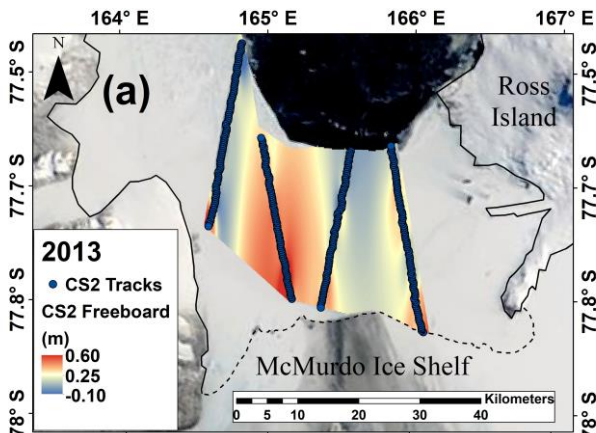 164° E 165° E 166° E 167° E
77.5° S
77.7° S
77.8° S
78° S
77.5° S
77.7° S
77.8° S
78° S
N
(a)
Ross
Island
2013
CS2 Tracks
CS2 Freeboard
(m)
0.60
0.25
-0.10
McMurdo Ice Shelf
Kilometers
0 5 10 20 30 40